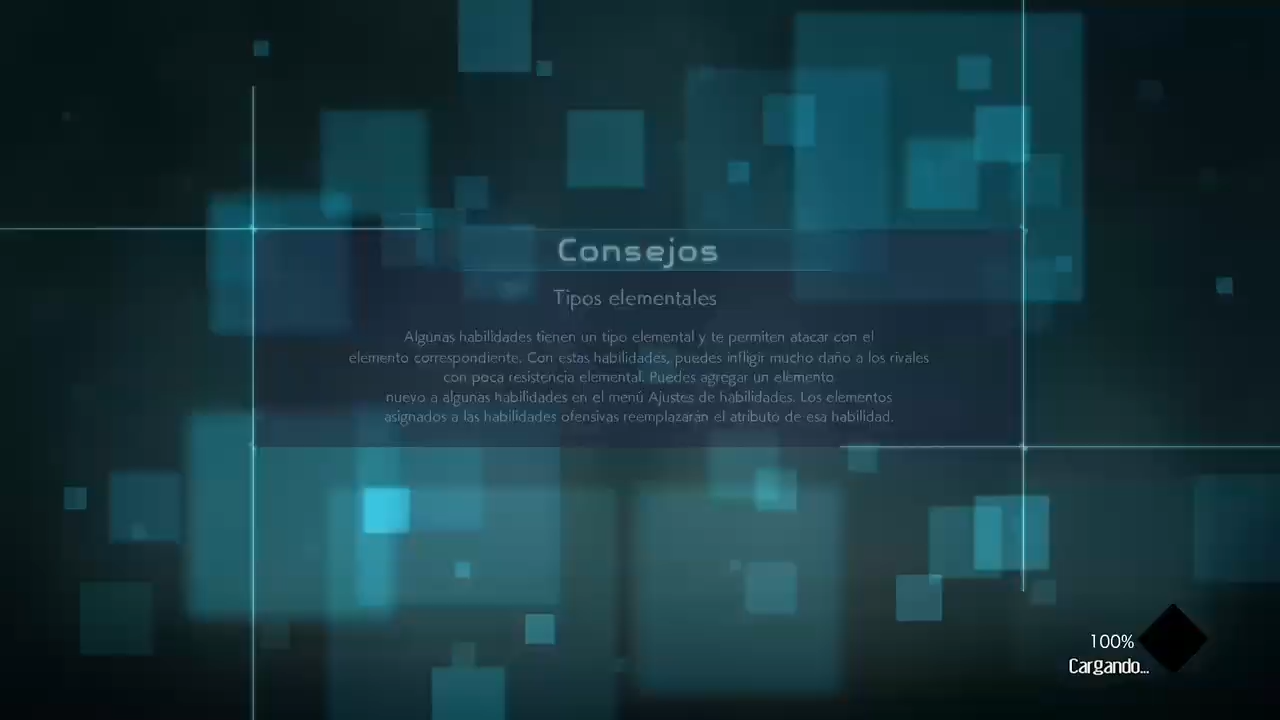 Consejos
Tipos elementales
Algunas habilidades tienen un tipo elemental y te permiten atacar con el
elemento correspondiente. Con estas habilidades, puedes infligir mucho daño a los rivales
con poca resistencia elemental. Puedes agregar un elemento
nuevo a algunas habilidades en el menú Ajustes de habilidades. Los elementos
asignados a las habilidades ofensivas reemplazarán el atributo de esa habilidad.
100%
Cargando...